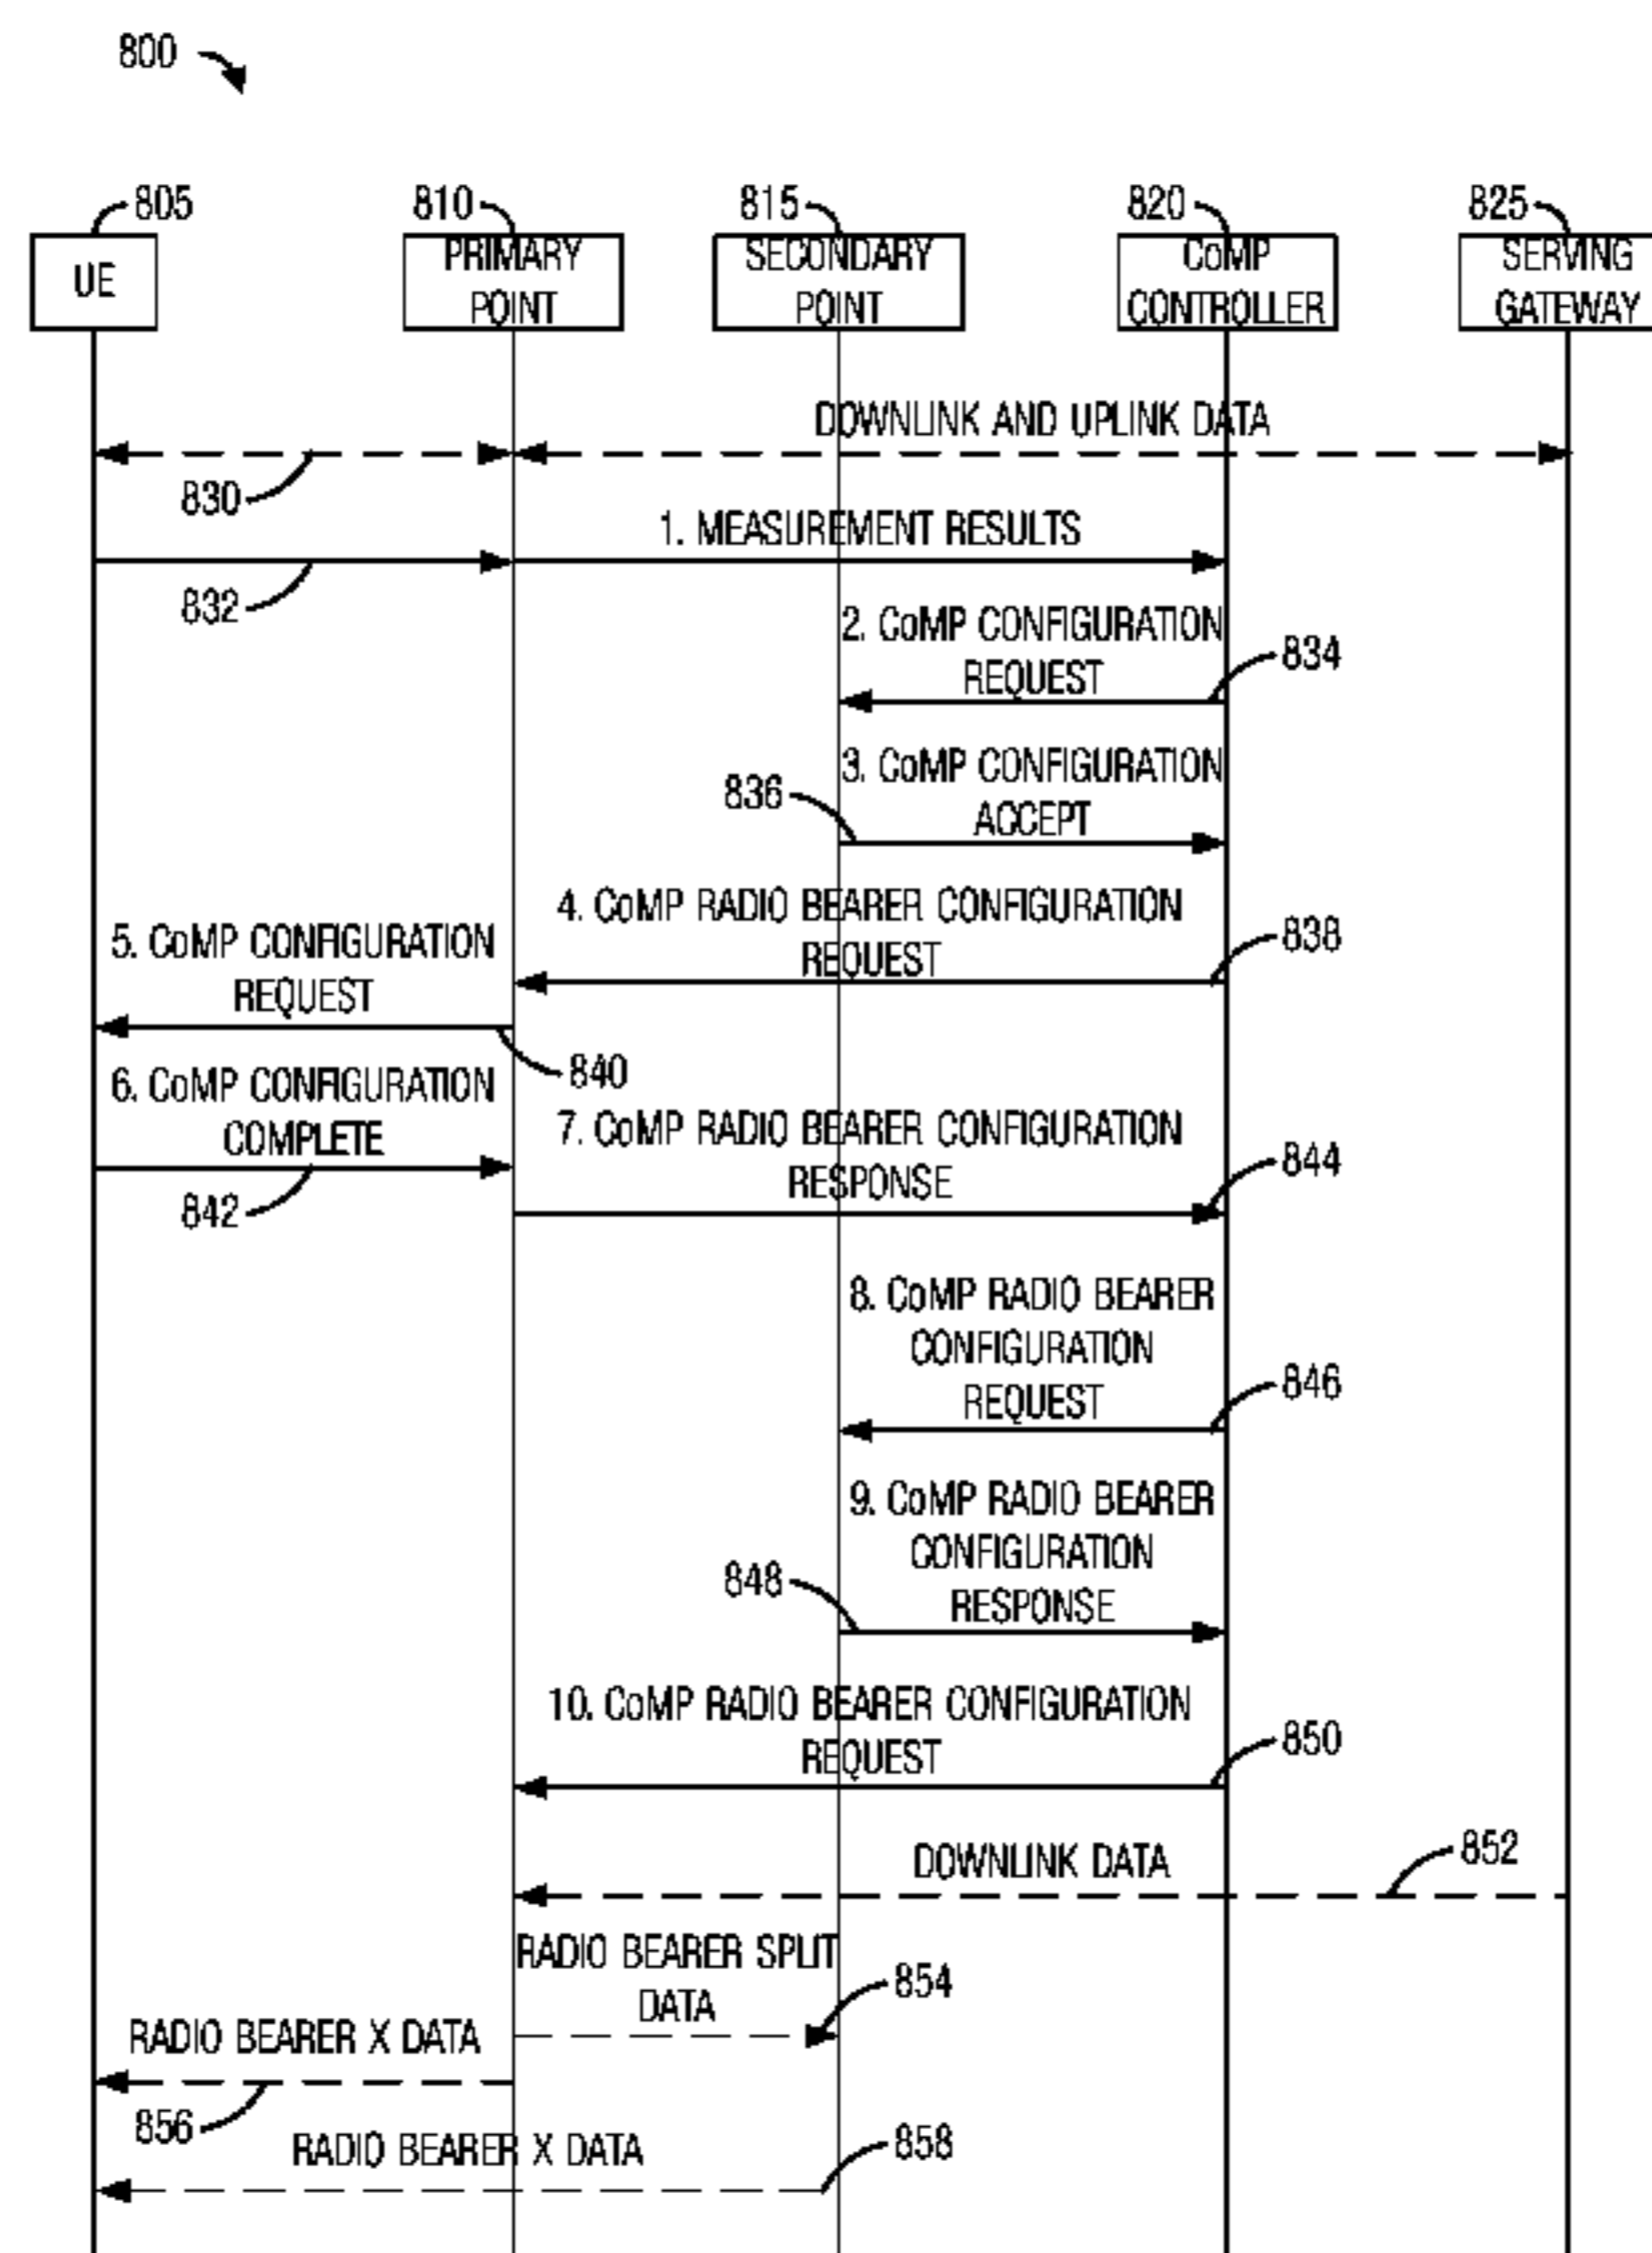 800
805
810
815
820
825
UE
PRIMARY
POINT
SECONDARY
POINT
CoMP
CONTROLLER
SERVING
GATEWAY
DOWNLINK AND UPLINK DATA
830
1. MEASUREMENT RESULTS
832
2. CoMP CONFIGURATION
REQUEST
834
3. CoMP CONFIGURATION
ACCEPT
836
4. CoMP RADIO BEARER CONFIGURATION
REQUEST
838
5. CoMP CONFIGURATION
REQUEST
840
6. CoMP CONFIGURATION
COMPLETE
842
7. CoMP RADIO BEARER CONFIGURATION
RESPONSE
844
8. CoMP RADIO BEARER
CONFIGURATION
REQUEST
846
9. CoMP RADIO BEARER
CONFIGURATION
RESPONSE
848
10. CoMP RADIO BEARER CONFIGURATION
REQUEST
850
DOWNLINK DATA
852
RADIO BEARER SPLIT
DATA
854
RADIO BEARER X DATA
856
RADIO BEARER X DATA
858